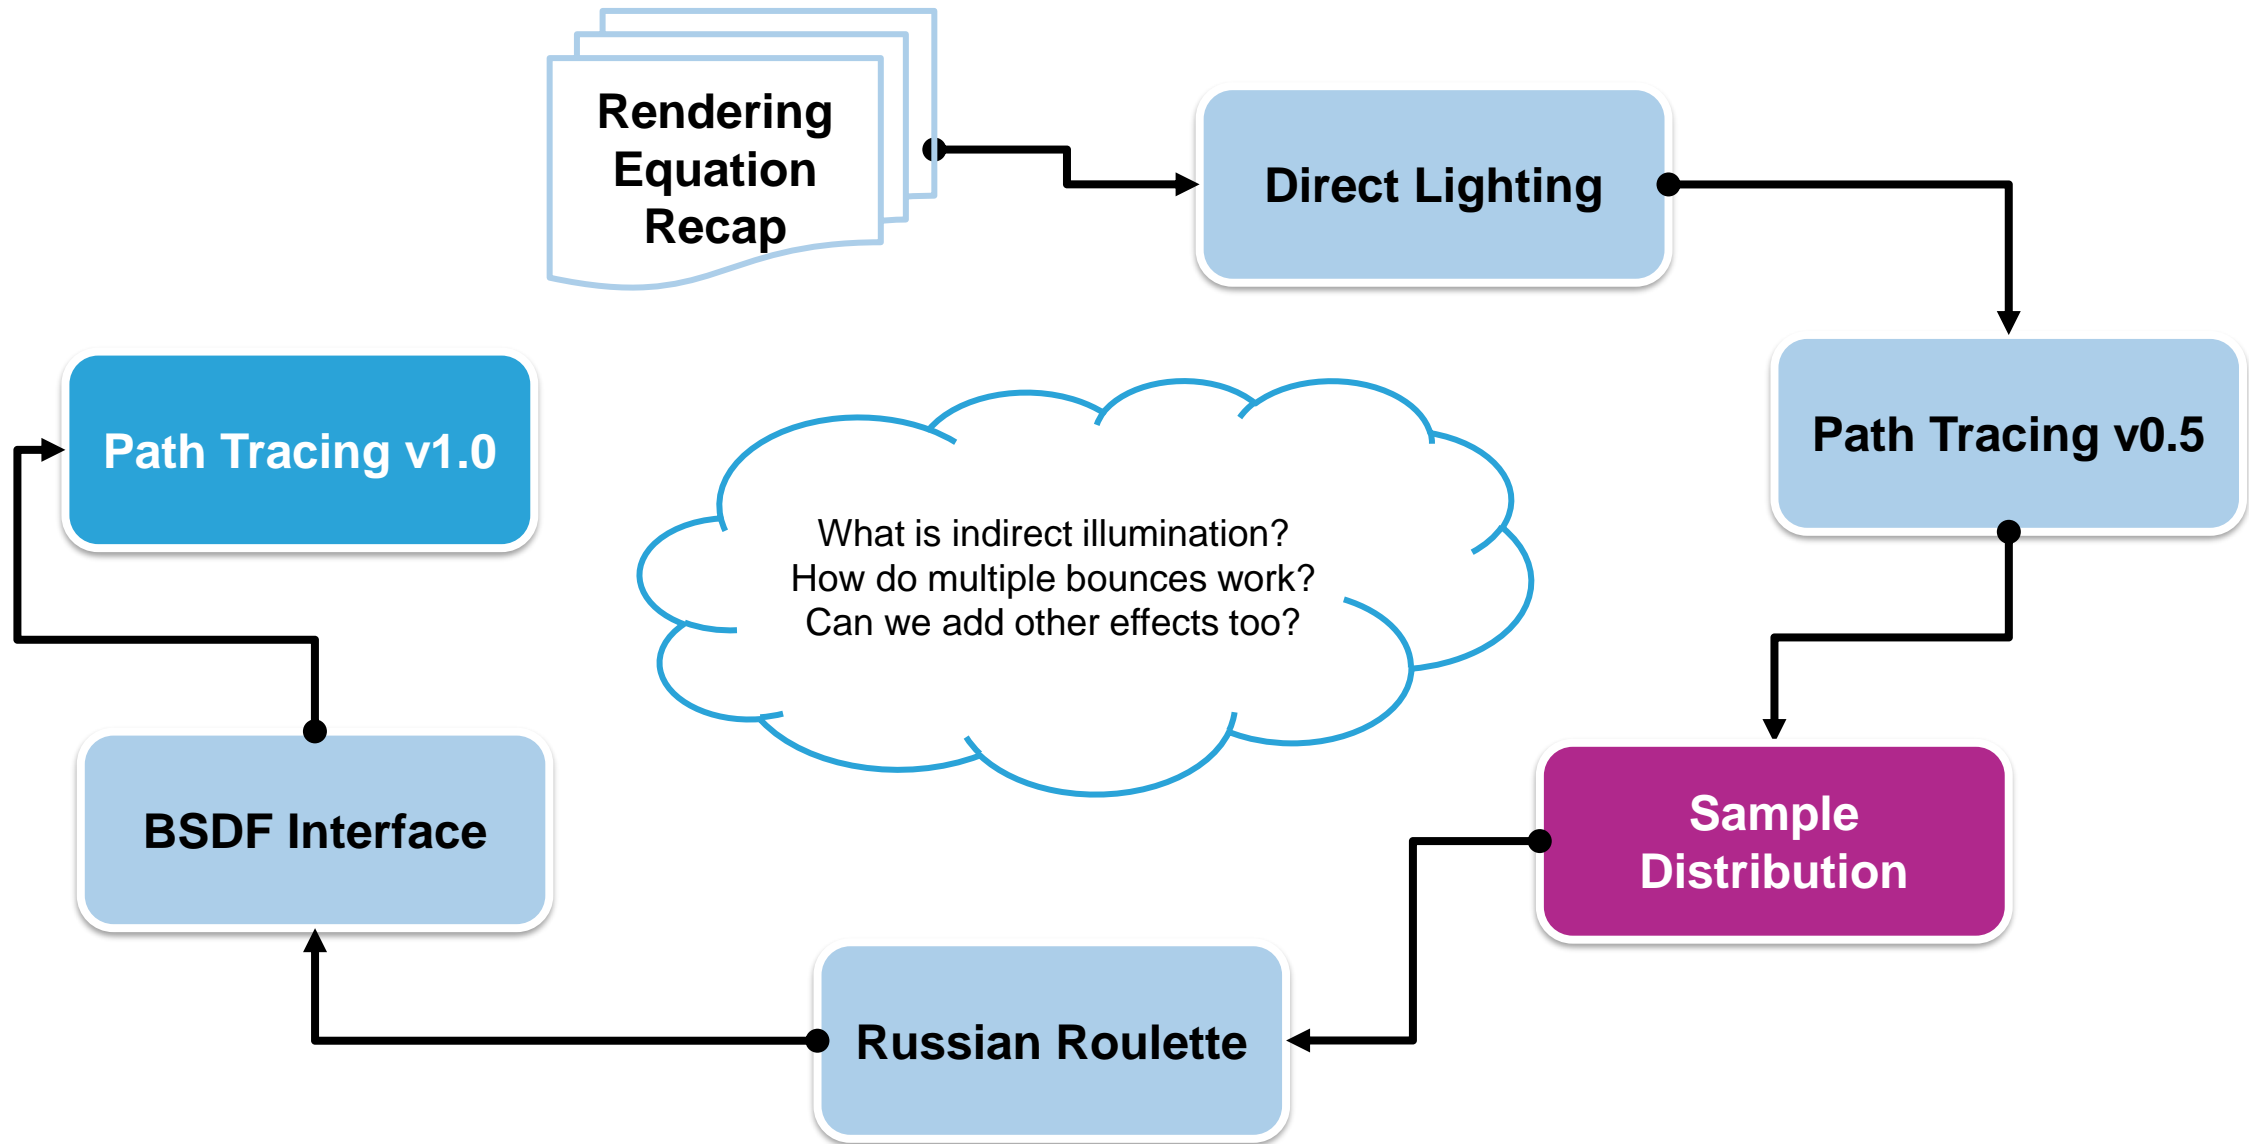 Rendering
Equation
Recap
Direct Lighting
Path Tracing v0.5
Sample
Distribution
Russian Roulette
BSDF Interface
Path Tracing v1.0
What is indirect illumination?
How do multiple bounces work?
Can we add other effects too?